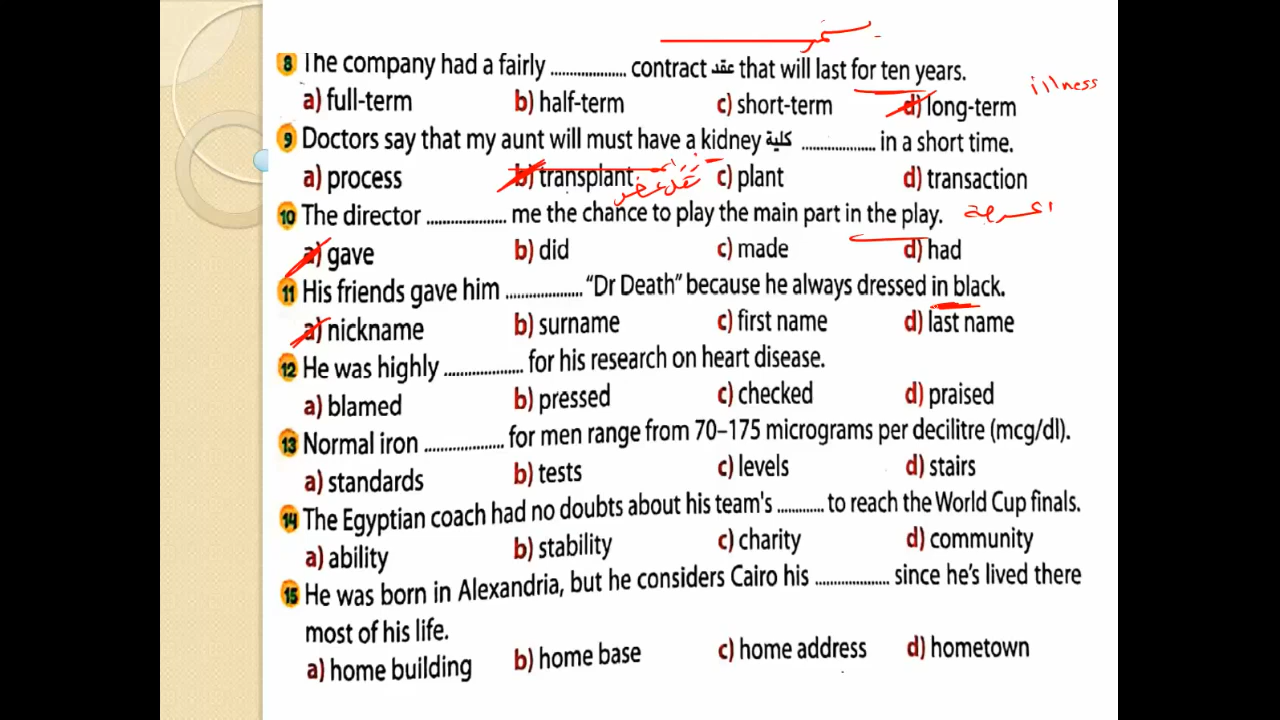 يستمر
8 The company had a fairly ................... contract عقد that will last for ten years.
illness
a) full-term b) half-term c) short-term d) long-term
9 Doctors say that my aunt will must have a kidney كلية ................... in a short time.
a) process b) transplant c) plant d) transaction
نقل عضو
10 The director .................... me the chance to play the main part in the play.
a) gave b) did c) made d) had
11 His friends gave him ................... “Dr Death” because he always dressed in black.
a) nickname b) surname c) first name d) last name
12 He was highly .................... for his research on heart disease.
a) blamed b) pressed c) checked d) praised
13 Normal iron .................... for men range from 70–175 micrograms per decilitre (mcg/dl).
a) standards b) tests c) levels d) stairs
14 The Egyptian coach had no doubts about his team's ............ to reach the World Cup finals.
a) ability b) stability c) charity d) community
15 He was born in Alexandria, but he considers Cairo his ................... since he's lived there
most of his life.
a) home building b) home base c) home address d) hometown